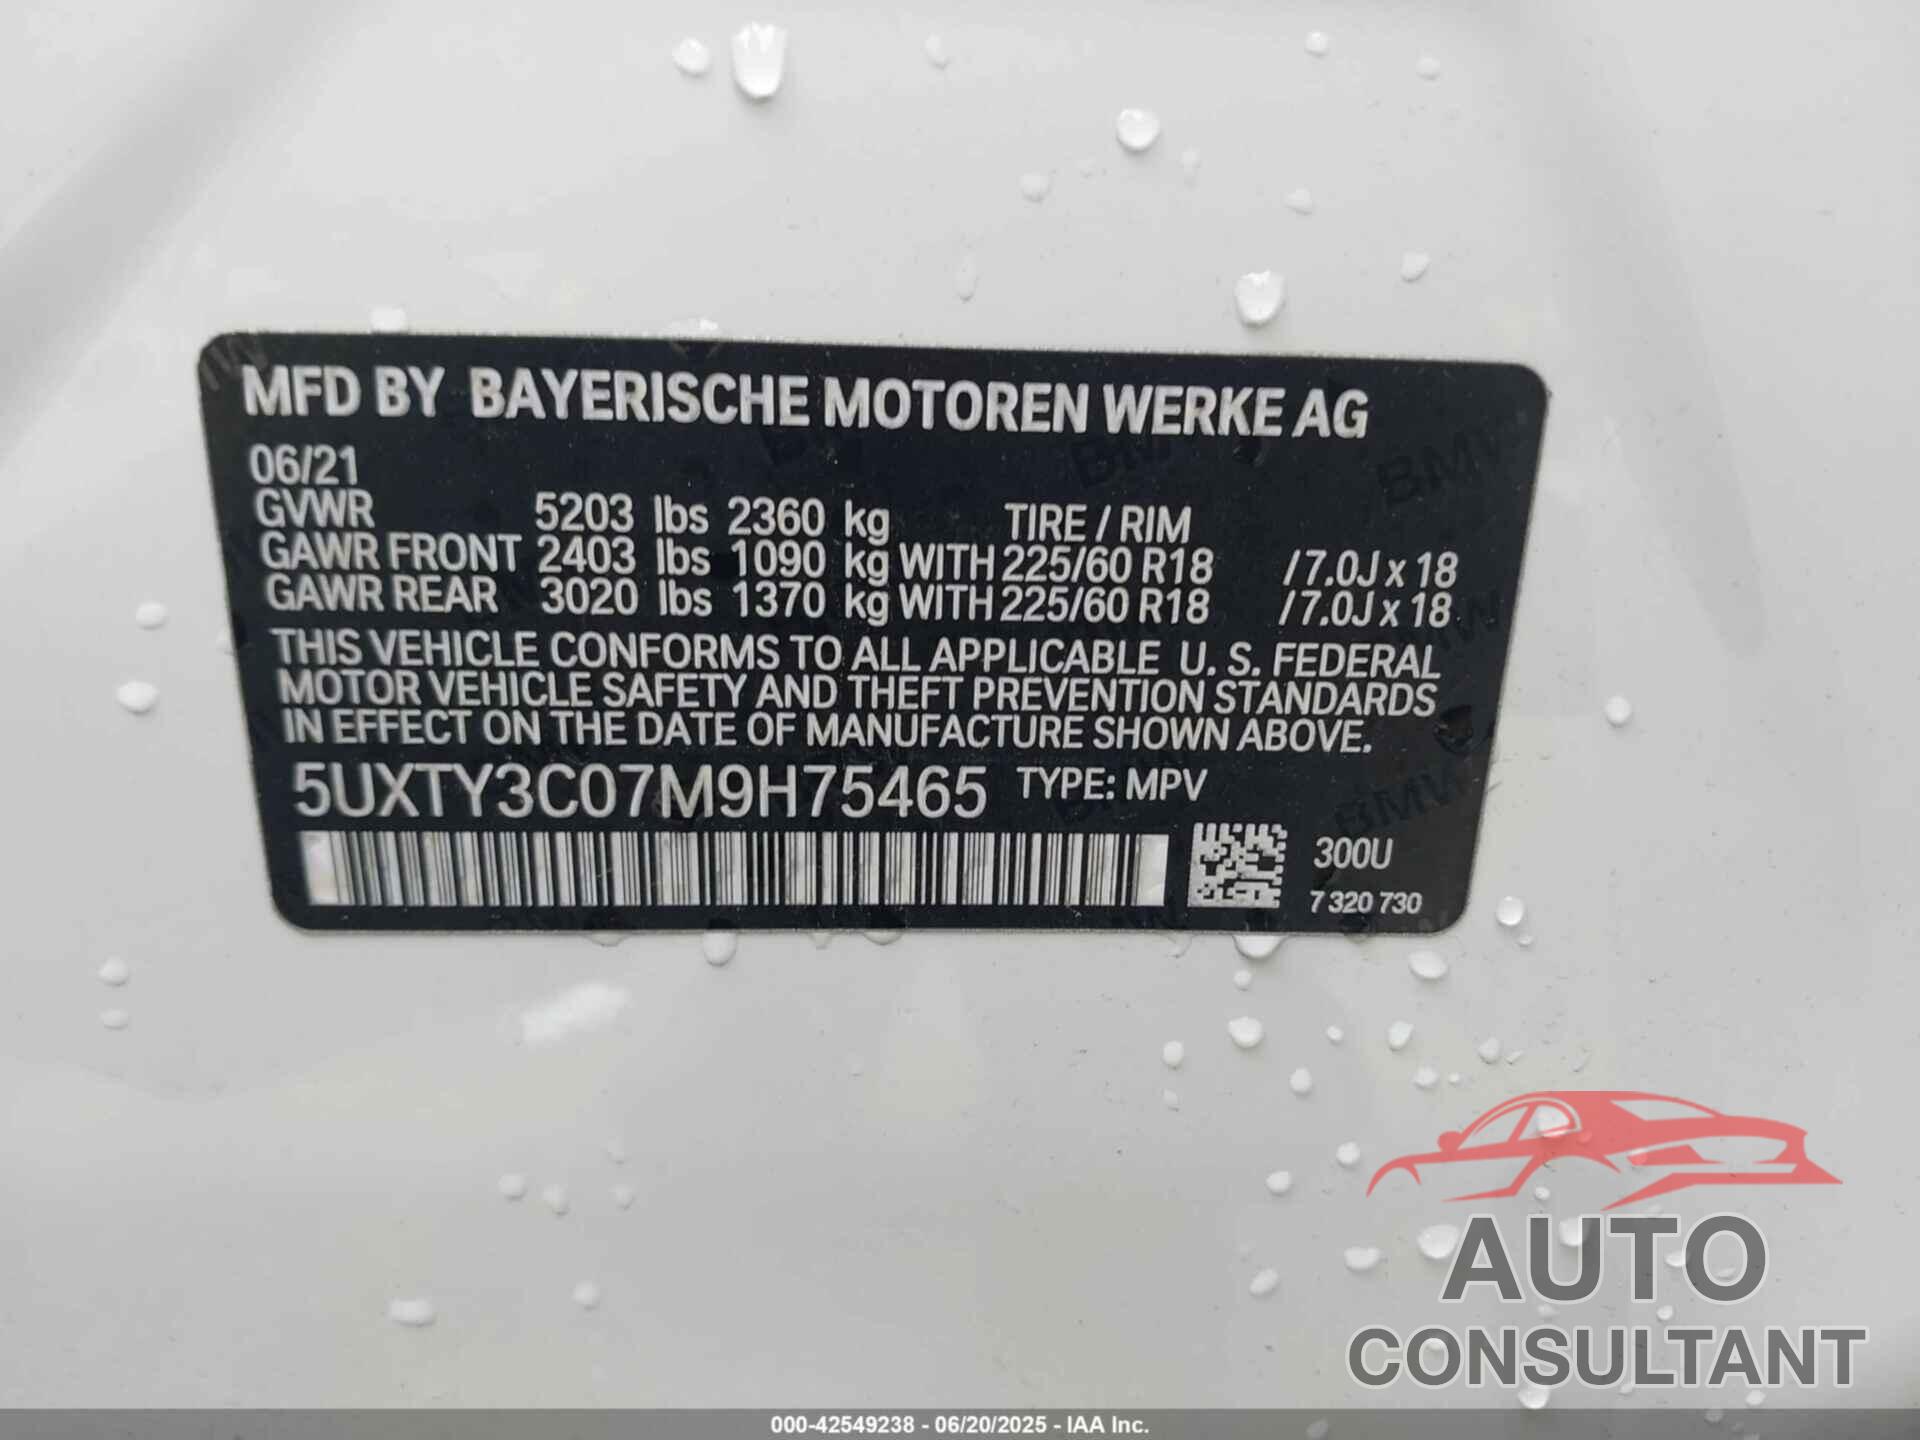 MFD BY BAYERISCHE MOTOREN WERKE AG
06/21
GVWR 5203 lbs 2360 kg TIRE / RIM
GAWR FRONT 2403 lbs 1090 kg WITH 225/60 R18 /7.0J x 18
GAWR REAR 3020 lbs 1370 kg WITH 225/60 R18 /7.0J x 18
THIS VEHICLE CONFORMS TO ALL APPLICABLE U. S. FEDERAL
MOTOR VEHICLE SAFETY AND THEFT PREVENTION STANDARDS
IN EFFECT ON THE DATE OF MANUFACTURE SHOWN ABOVE.
5UXTY3C07M9H75465 TYPE: MPV
300U
7 320 730
AUTO
CONSULTANT
000-42549238 - 06/20/2025 - IAA Inc.